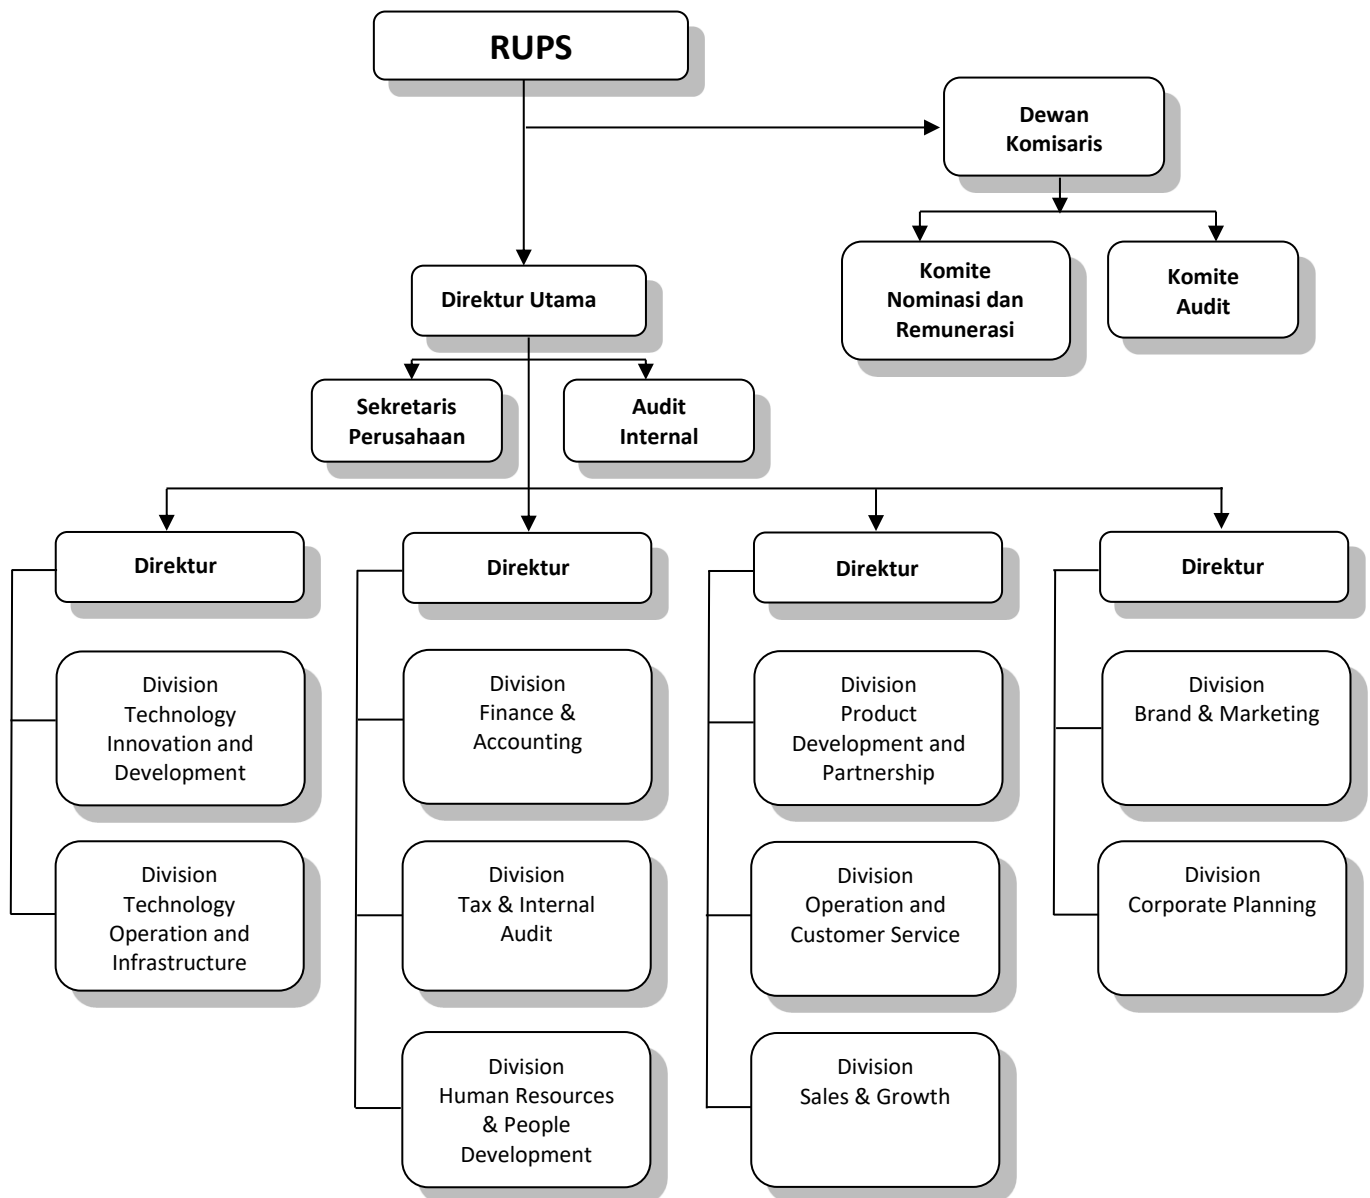 RUPS
Dewan
Komisaris
Komite
Nominasi dan
Remunerasi
Komite
Audit
Direktur Utama
Sekretaris
Perusahaan
Audit
Internal
Direktur
Direktur
Direktur
Direktur
Division
Technology
Innovation and
Development
Division
Finance &
Accounting
Division
Product
Development and
Partnership
Division
Brand & Marketing
Division
Technology
Operation and
Infrastructure
Division
Tax & Internal
Audit
Division
Operation and
Customer Service
Division
Corporate Planning
Division
Human Resources
& People
Development
Division
Sales & Growth